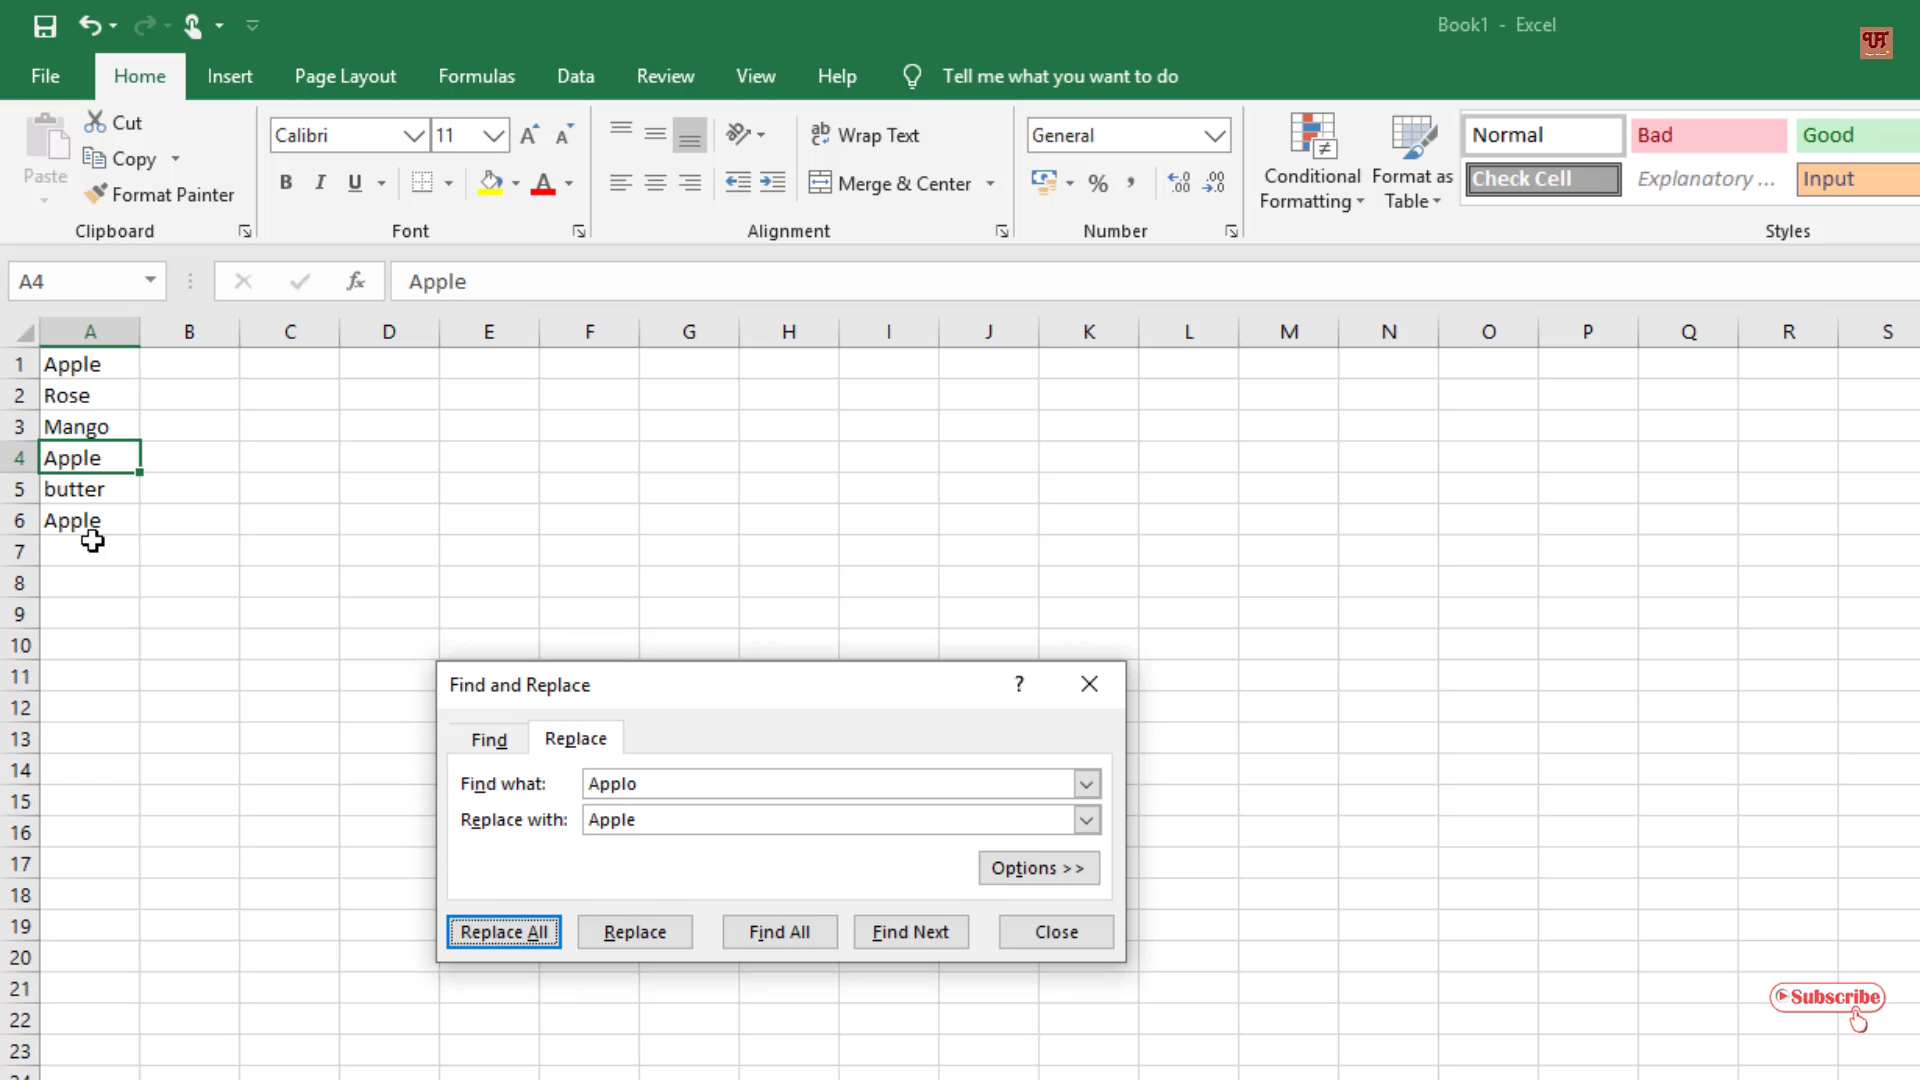 Book1 - Excel
File Home Insert Page Layout Formulas Data Review View Help Tell me what you want to do
Paste
Cut
Copy
Format Painter
Clipboard
Calibri 11
B I U
Font
Wrap Text
Merge & Center
Alignment
General
Number
Conditional Formatting
Format as Table
Normal Bad Good
Check Cell Explanatory ... Input
Styles
A4 fx Apple
A B C D E F G H I J K L M N O P Q R S
1 Apple
2 Rose
3 Mango
4 Apple
5 butter
6 Apple
7
8
9
10
11
12
13
14
15
16
17
18
19
20
21
22
23
Find and Replace ?
Find Replace
Find what: Applo
Replace with: Apple
Options >>
Replace All Replace Find All Find Next Close
Subscribe